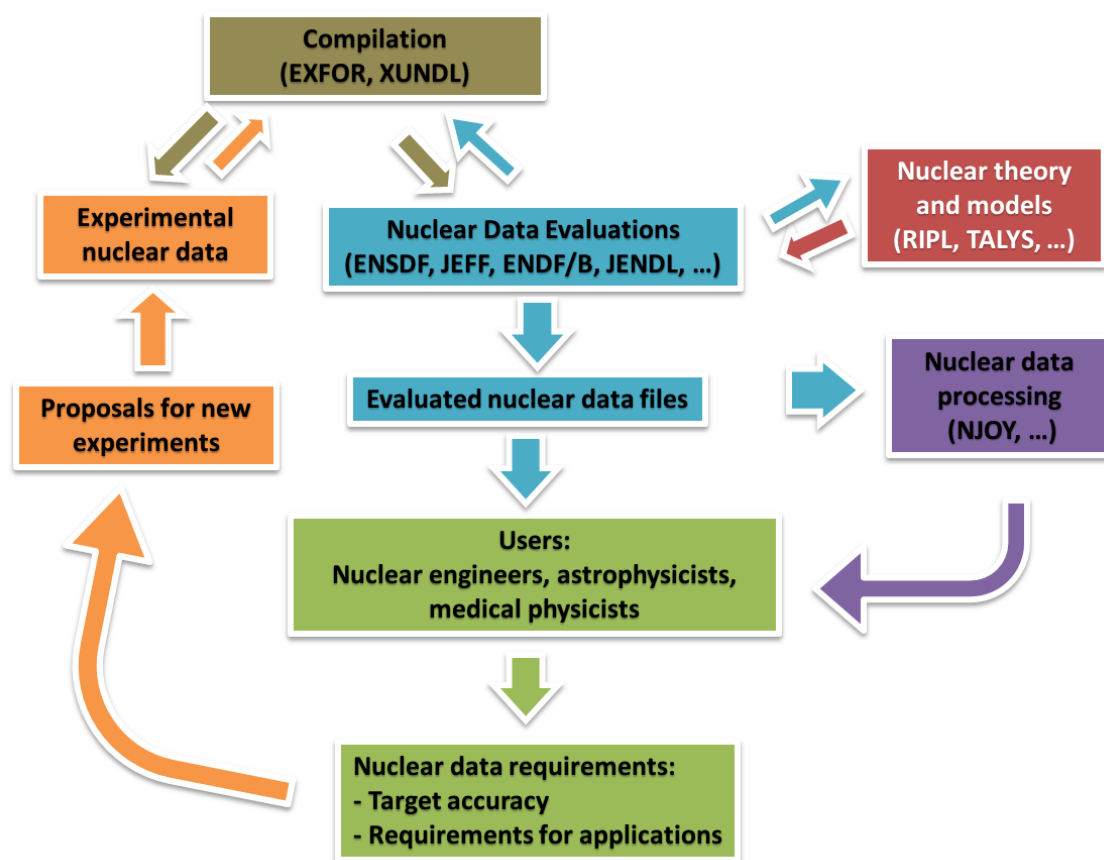 Compilation
(EXFOR, XUNDL)
Experimental
nuclear data
Nuclear Data Evaluations
(ENSDF, JEFF, ENDF/B, JENDL, …)
Nuclear theory
and models
(RIPL, TALYS, …)
Proposals for new
experiments
Evaluated nuclear data files
Nuclear data
processing
(NJOY, …)
Users:
Nuclear engineers, astrophysicists,
medical physicists
Nuclear data requirements:
- Target accuracy
- Requirements for applications